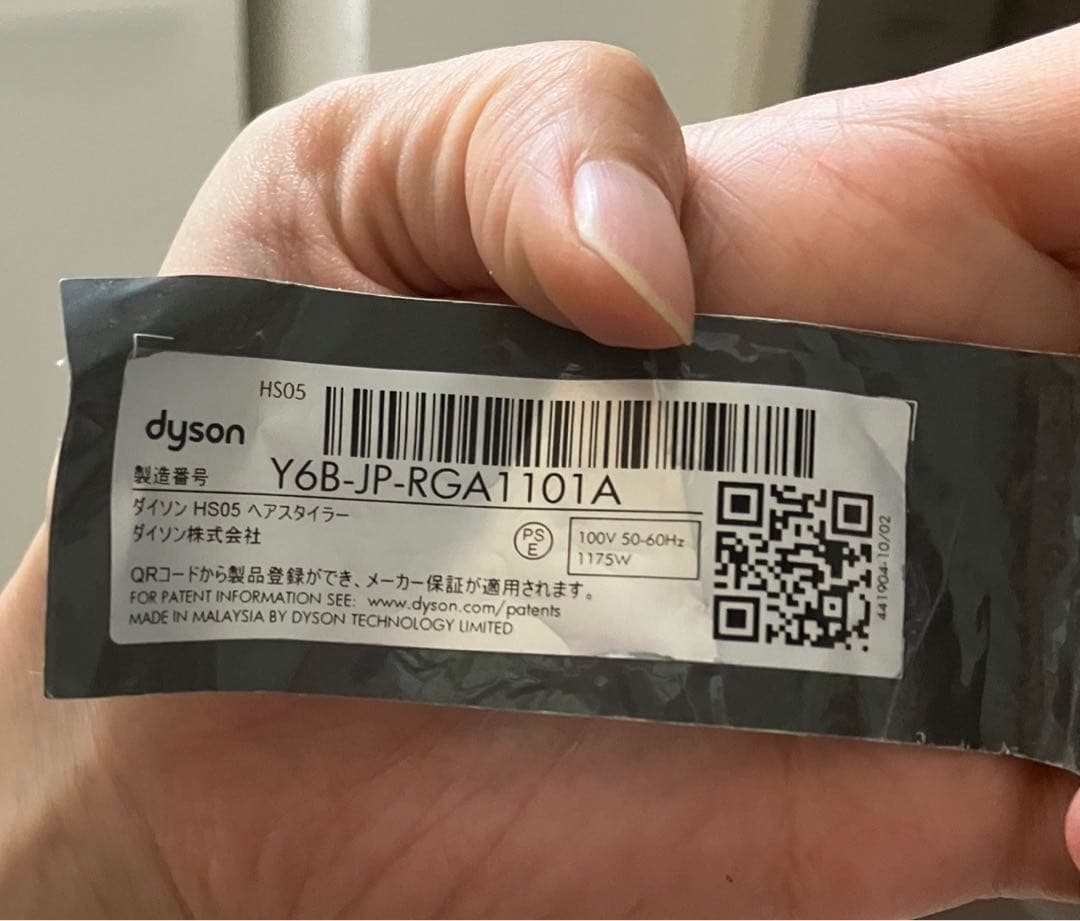 HS05
dyson
製造番号 Y6B-JP-RGA1101A
ダイソン HS05 ヘアスタイラー
ダイソン株式会社
PS
E
100V 50-60Hz
1175W
QRコードから製品登録ができ、メーカー保証が適用されます。
FOR PATENT INFORMATION SEE: www.dyson.com/patents
MADE IN MALAYSIA BY DYSON TECHNOLOGY LIMITED
441904-10/02